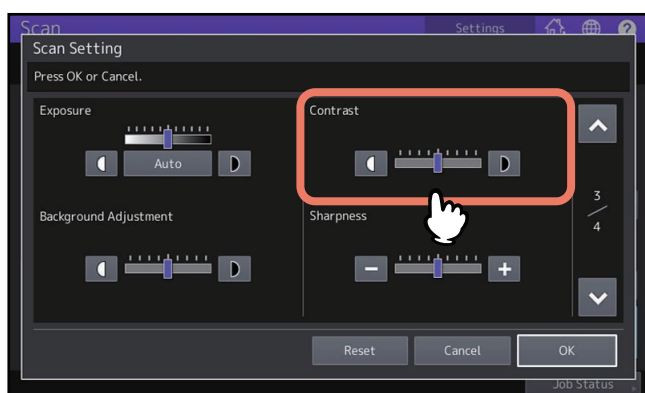 Scan
Settings
?
Scan Setting
Press OK or Cancel.
Exposure
Auto
Contrast
3
4
Background Adjustment
Sharpness
Reset
Cancel
OK
Job Status